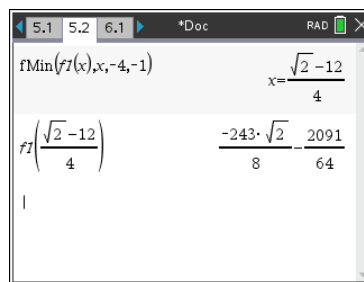 5.1 5.2 6.1 *Doc RAD
fMin(f1(x),x,-4,-1)
x=(√2-12)/4
f1((√2-12)/4)
(-243·√2)/8-2091/64